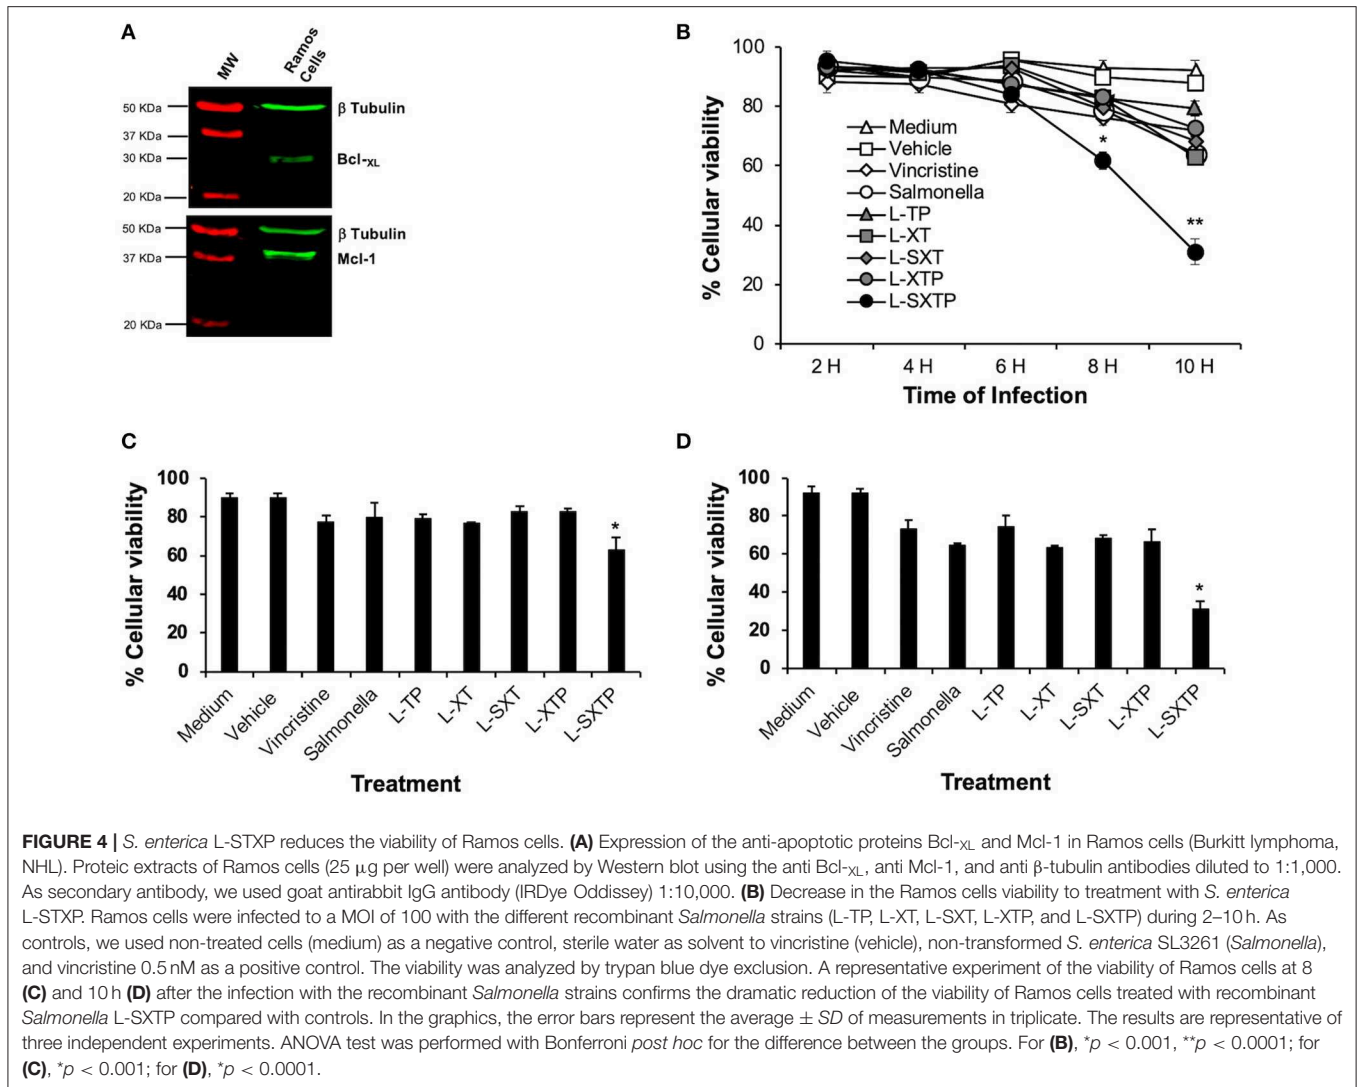 A
MW
Ramos
Cells
50 KDa
β Tubulin
37 KDa
30 KDa
Bcl-XL
20 KDa
50 KDa
β Tubulin
37 KDa
Mcl-1
20 KDa
B
% Cellular viability
100
80
60
40
20
0
Medium
Vehicle
Vincristine
Salmonella
L-TP
L-XT
L-SXT
L-XTP
L-SXTP
*
**
2 H 4 H 6 H 8 H 10 H
Time of Infection
C
% Cellular viability
100
80
60
40
20
0
*
Medium
Vehicle
Vincristine
Salmonella
L-TP
L-XT
L-SXT
L-XTP
L-SXTP
Treatment
D
% Cellular viability
100
80
60
40
20
0
*
Medium
Vehicle
Vincristine
Salmonella
L-TP
L-XT
L-SXT
L-XTP
L-SXTP
Treatment
FIGURE 4 | S. enterica L-STXP reduces the viability of Ramos cells. (A) Expression of the anti-apoptotic proteins Bcl-XL and Mcl-1 in Ramos cells (Burkitt lymphoma,
NHL). Proteic extracts of Ramos cells (25 μg per well) were analyzed by Western blot using the anti Bcl-XL, anti Mcl-1, and anti β-tubulin antibodies diluted to 1:1,000.
As secondary antibody, we used goat antirabbit IgG antibody (IRDye Oddissey) 1:10,000. (B) Decrease in the Ramos cells viability to treatment with S. enterica
L-STXP. Ramos cells were infected to a MOI of 100 with the different recombinant Salmonella strains (L-TP, L-XT, L-SXT, L-XTP, and L-SXTP) during 2–10 h. As
controls, we used non-treated cells (medium) as a negative control, sterile water as solvent to vincristine (vehicle), non-transformed S. enterica SL3261 (Salmonella),
and vincristine 0.5 nM as a positive control. The viability was analyzed by trypan blue dye exclusion. A representative experiment of the viability of Ramos cells at 8
(C) and 10 h (D) after the infection with the recombinant Salmonella strains confirms the dramatic reduction of the viability of Ramos cells treated with recombinant
Salmonella L-SXTP compared with controls. In the graphics, the error bars represent the average ± SD of measurements in triplicate. The results are representative of
three independent experiments. ANOVA test was performed with Bonferroni post hoc for the difference between the groups. For (B), *p < 0.001, **p < 0.0001; for
(C), *p < 0.001; for (D), *p < 0.0001.